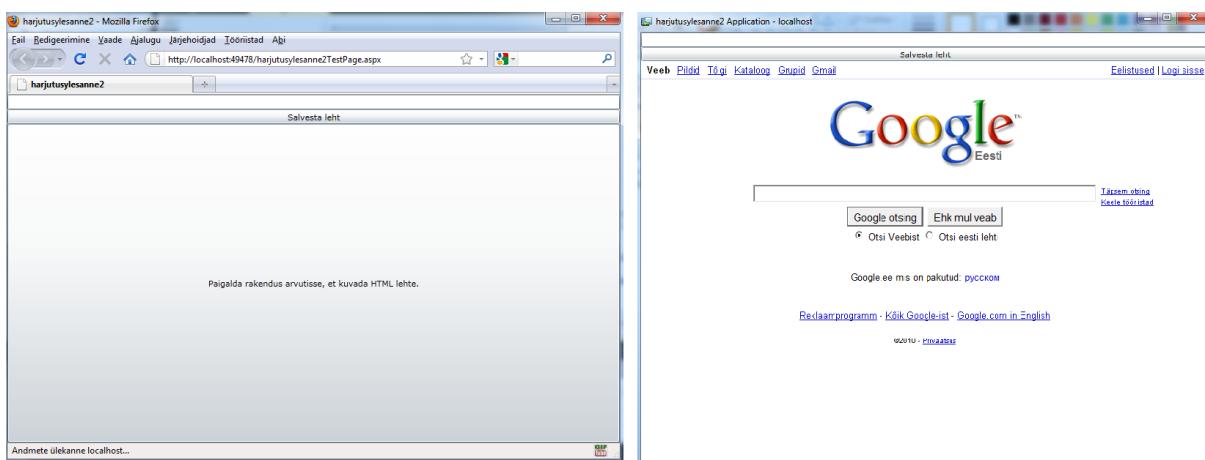 harjutusylesanne2 - Mozilla Firefox
Fail Redigeerimine Vaade Ajalugu Järjehoidjad Tööriistad Abi
http://localhost:49478/harjutusylesanne2TestPage.aspx
harjutusylesanne2
Salvesta leht
Paigalda rakendus arvutisse, et kuvada HTML lehte.
Andmete ülekanne localhost...
harjutusylesanne2 Application - localhost
Salvesta leht
Veeb Pildid Tõlgi Kataloog Grupid Gmail Eelistused | Logi sisse
Google
Eesti
Täpsem otsing
Keele tööriistad
Google otsing Ehk mul veab
Otsi Veebist Otsi eesti leht
Google.ee m:s on pakutud: русском
Reklaamprogramm - Kõik Google-ist - Google.com in English
©2010 - Privaatsus